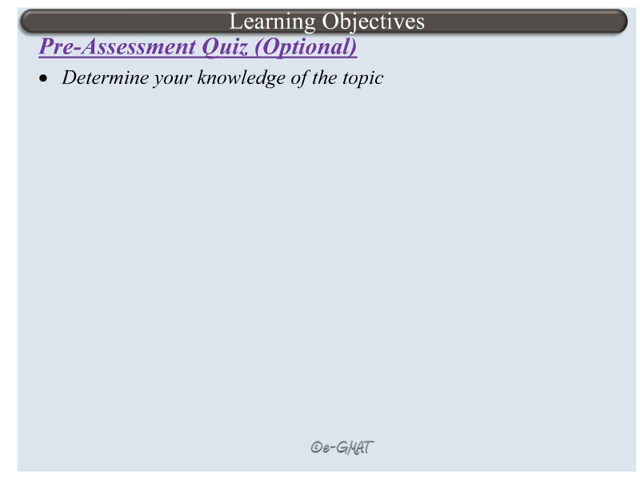 Learning Objectives
Pre-Assessment Quiz (Optional)
• Determine your knowledge of the topic
©e-GMAT